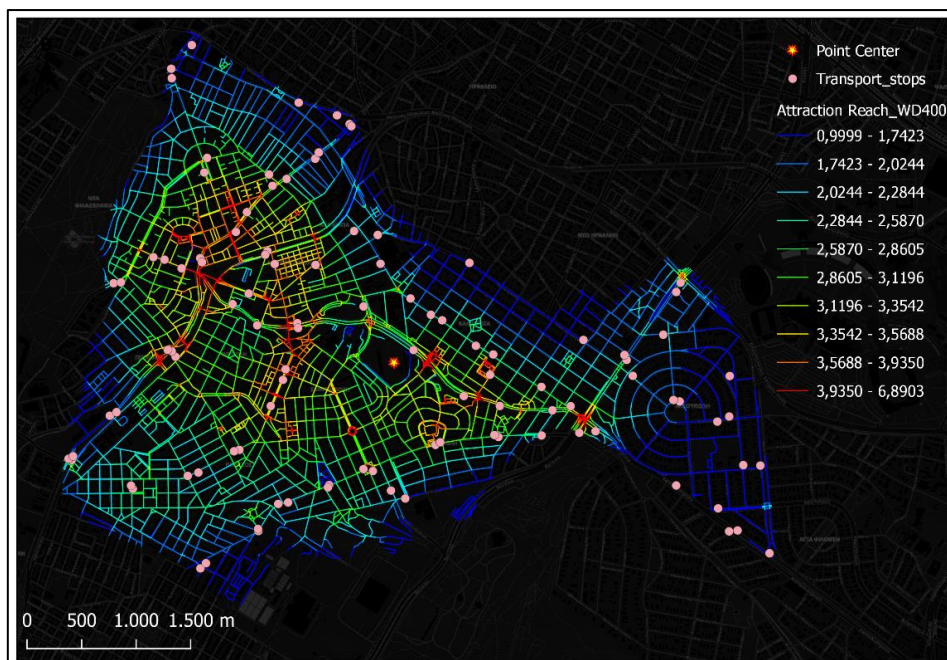 Point Center
Transport_stops
Attraction Reach_WD400
0,9999 - 1,7423
1,7423 - 2,0244
2,0244 - 2,2844
2,2844 - 2,5870
2,5870 - 2,8605
2,8605 - 3,1196
3,1196 - 3,3542
3,3542 - 3,5688
3,5688 - 3,9350
3,9350 - 6,8903
0 500 1.000 1.500 m